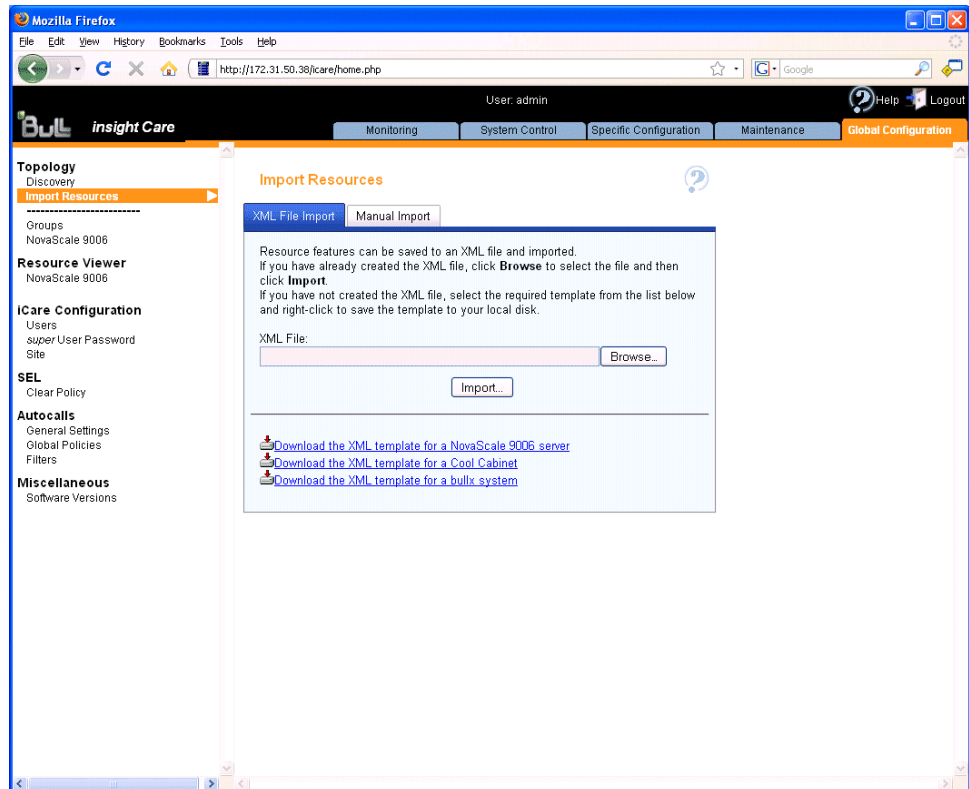 Mozilla Firefox
File Edit View History Bookmarks Tools Help
http://172.31.50.38/icare/home.php
G Google
User: admin
Help Logout
Bull insight Care
Monitoring System Control Specific Configuration Maintenance Global Configuration
Topology
Discovery
Import Resources
-------------------------
Groups
NovaScale 9006
Resource Viewer
NovaScale 9006
iCare Configuration
Users
super User Password
Site
SEL
Clear Policy
Autocalls
General Settings
Global Policies
Filters
Miscellaneous
Software Versions
Import Resources
?
XML File Import Manual Import
Resource features can be saved to an XML file and imported.
If you have already created the XML file, click Browse to select the file and then
click Import.
If you have not created the XML file, select the required template from the list below
and right-click to save the template to your local disk.
XML File:
Browse...
Import...
Download the XML template for a NovaScale 9006 server
Download the XML template for a Cool Cabinet
Download the XML template for a bullx system